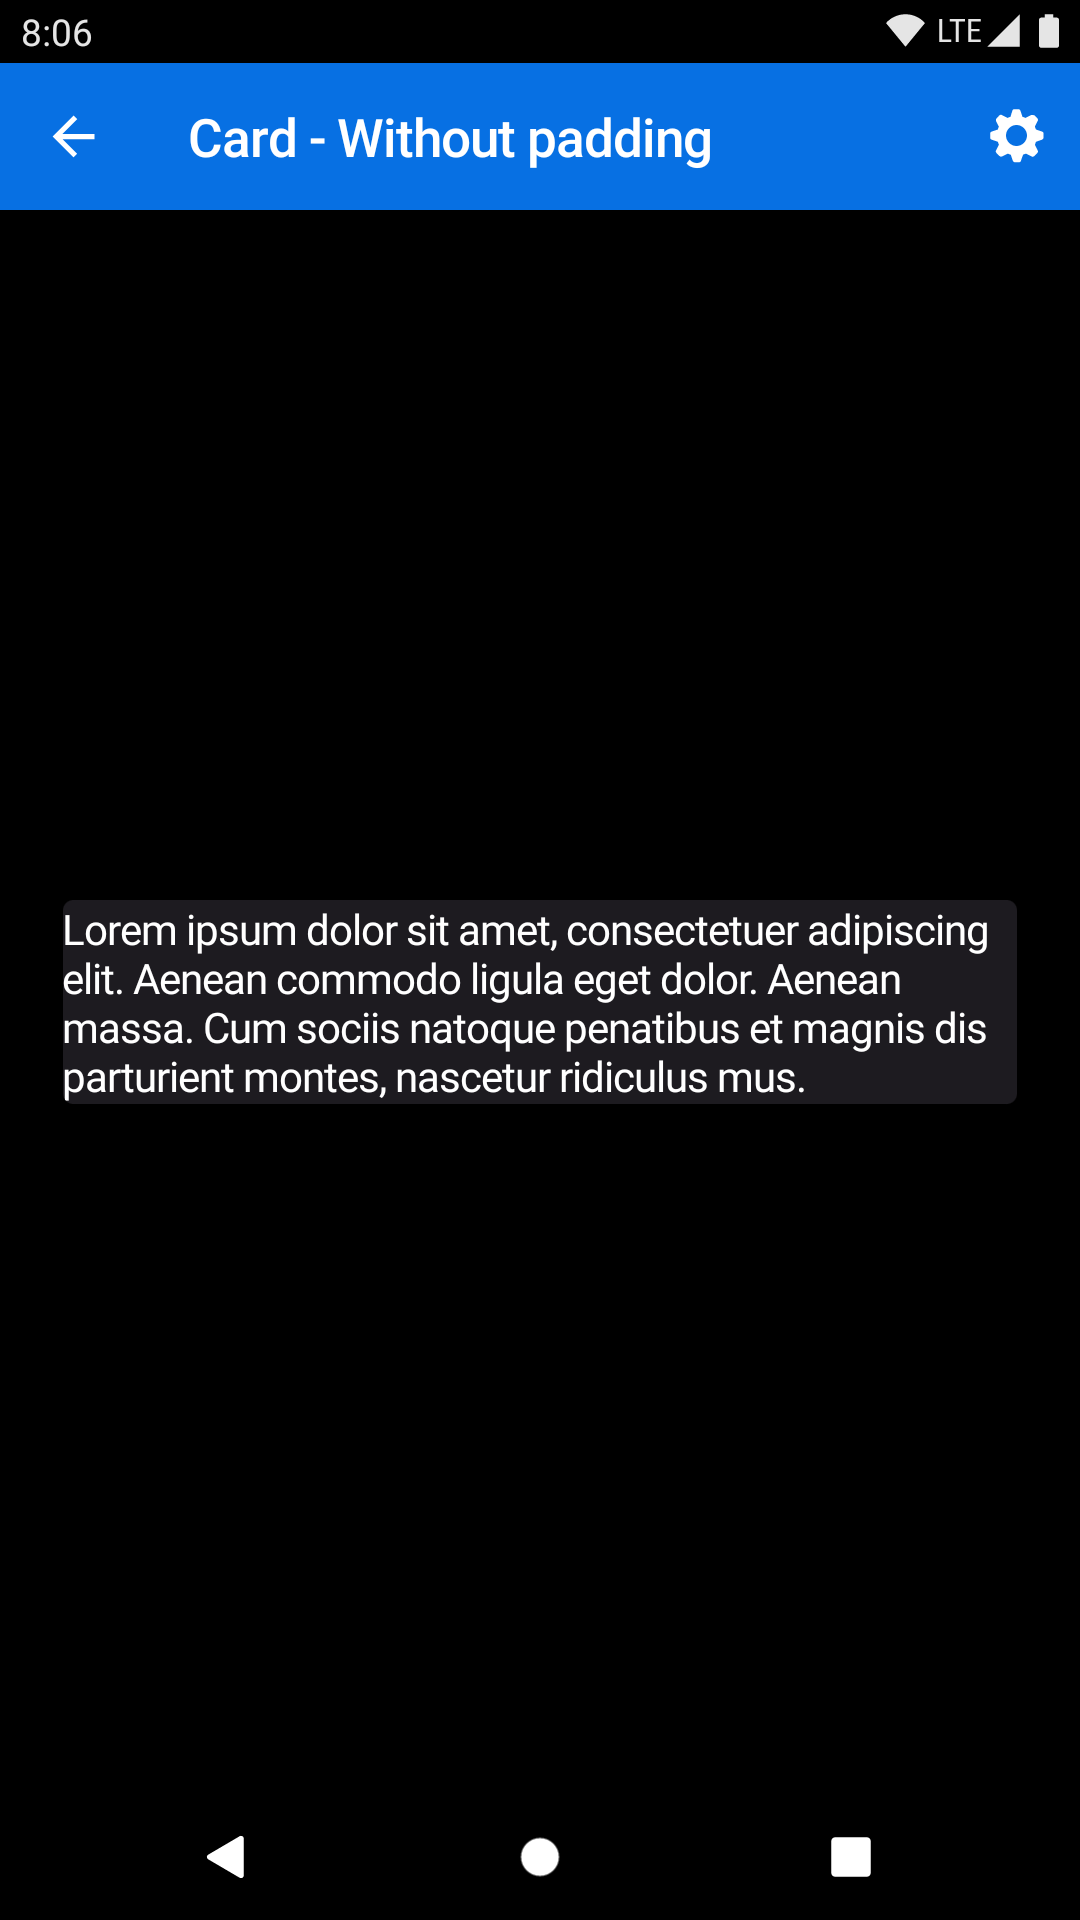 8:06 LTE
Card - Without padding
Lorem ipsum dolor sit amet, consectetuer adipiscing
elit. Aenean commodo ligula eget dolor. Aenean
massa. Cum sociis natoque penatibus et magnis dis
parturient montes, nascetur ridiculus mus.